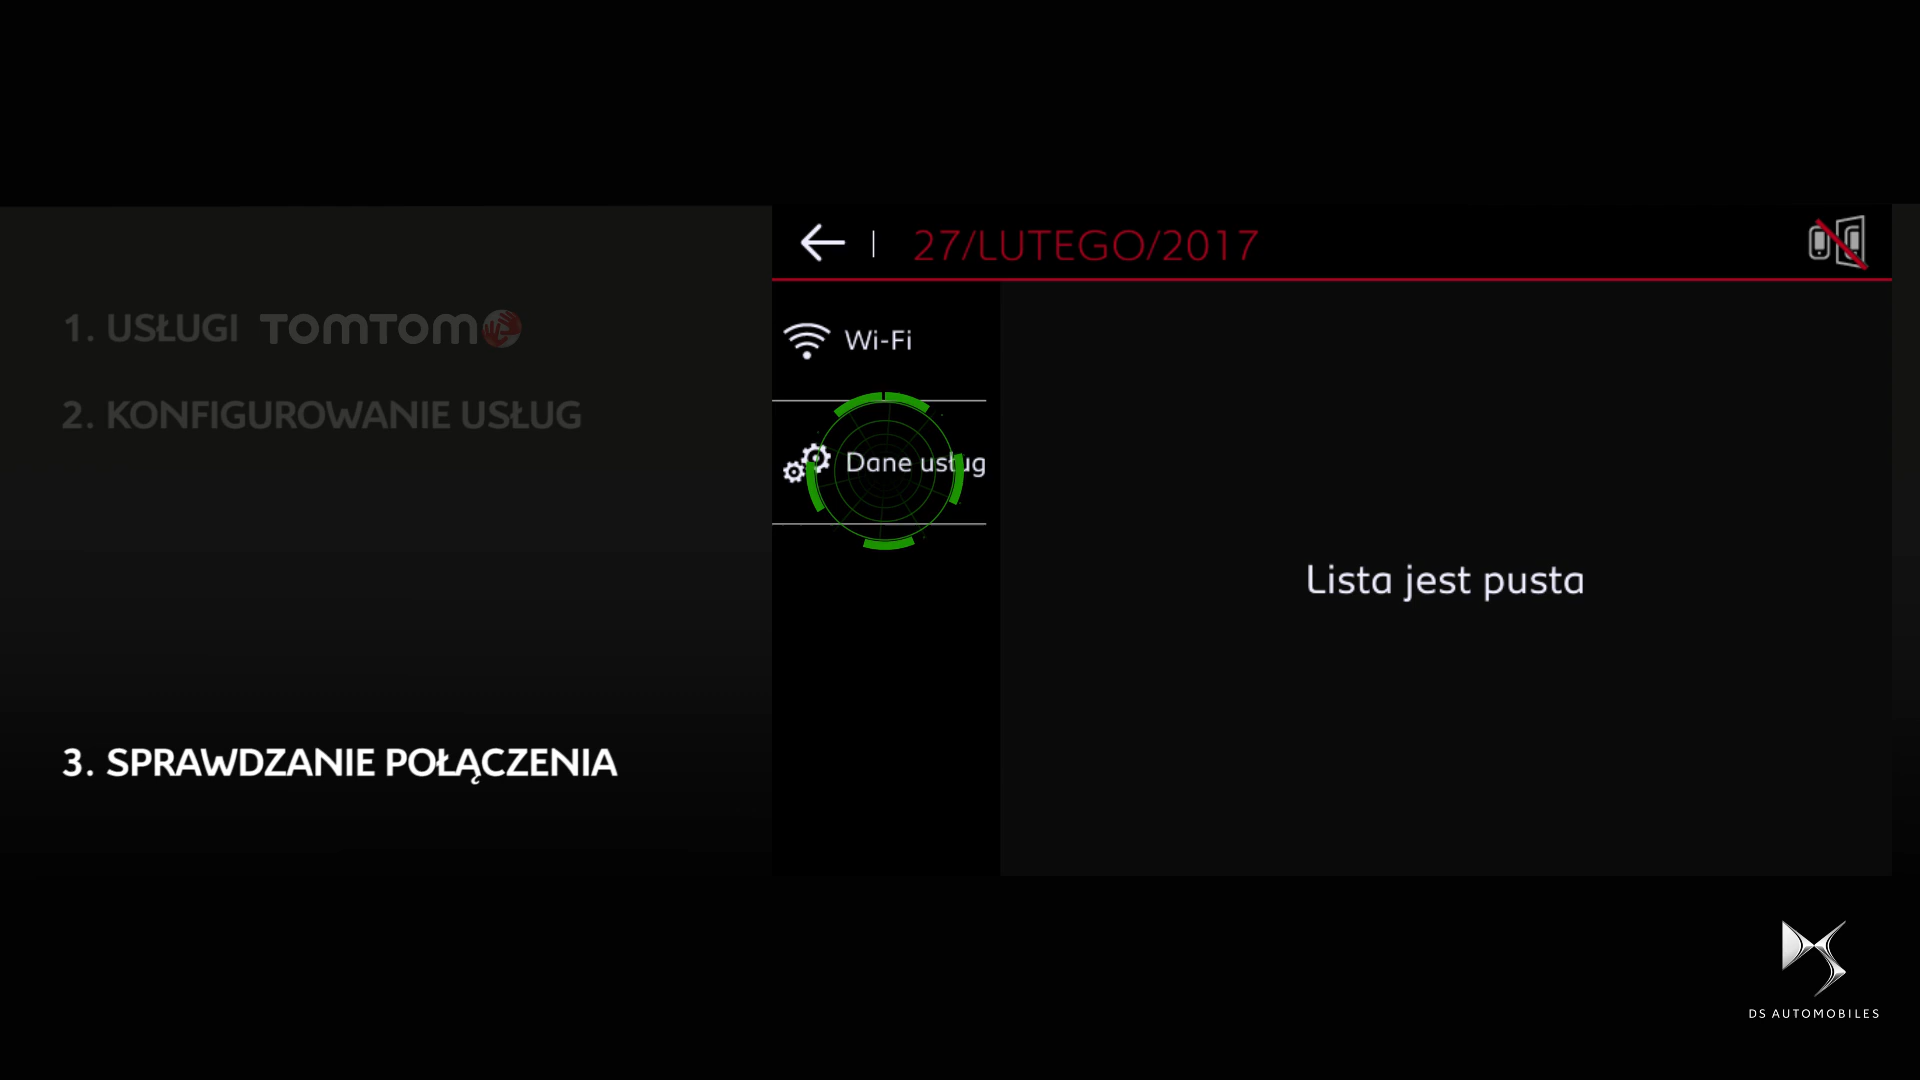 1. USŁUGI TOMTOM
2. KONFIGUROWANIE USŁUG
3. SPRAWDZANIE POŁĄCZENIA
27/LUTEGO/2017
Wi-Fi
Dane usług
Lista jest pusta
DS AUTOMOBILES